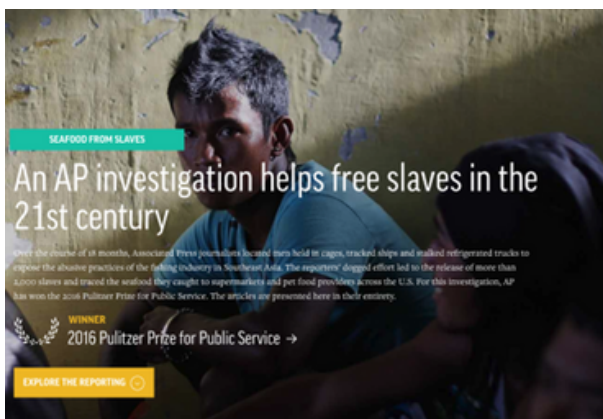 SEAFOOD FROM SLAVES
An AP investigation helps free slaves in the
21st century
Over the course of 18 months, Associated Press journalists located men held in cages, tracked ships and stalked refrigerated trucks to
expose the abusive practices of the fishing industry in Southeast Asia. The reporters' dogged effort led to the release of more than
2,000 slaves and traced the seafood they caught to supermarkets and pet food providers across the U.S. For this investigation, AP
has won the 2016 Pulitzer Prize for Public Service. The articles are presented here in their entirety.
WINNER
2016 Pulitzer Prize for Public Service →
EXPLORE THE REPORTING